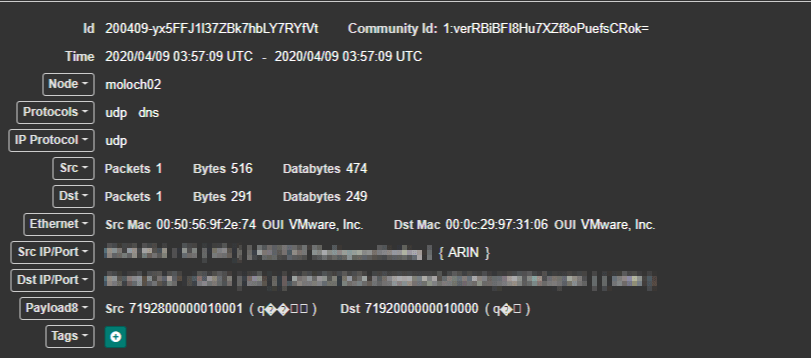 Id 200409-yx5FFJ1I37ZBk7hbLY7RYfVt Community Id: 1:verRBiBFI8Hu7XZf8oPuefsCRok=
Time 2020/04/09 03:57:09 UTC - 2020/04/09 03:57:09 UTC
Node moloch02
Protocols udp dns
IP Protocol udp
Src Packets 1 Bytes 516 Databytes 474
Dst Packets 1 Bytes 291 Databytes 249
Ethernet Src Mac 00:50:56:9f:2e:74 OUI VMware, Inc. Dst Mac 00:0c:29:97:31:06 OUI VMware, Inc.
Src IP/Port { ARIN }
Dst IP/Port
Payload8 Src 7192800000010001 ( q��□□ ) Dst 7192000000010000 ( q�□ )
Tags